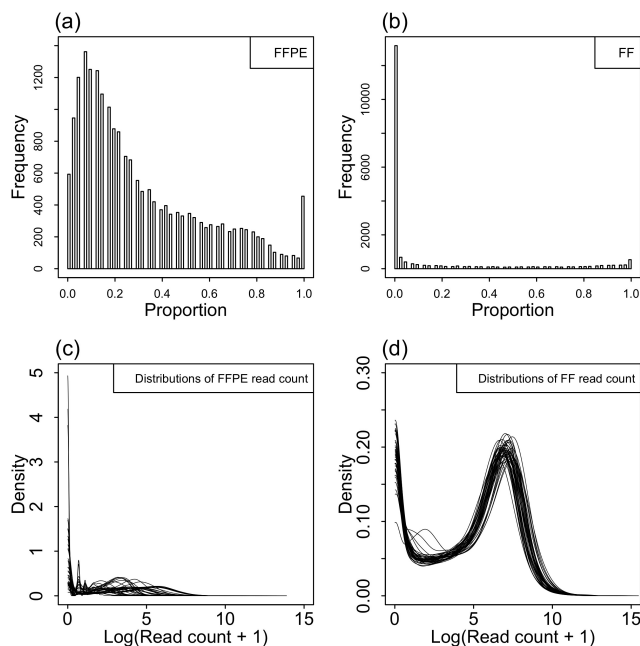 (a)
FFPE
Frequency
0 200 400 600 800 1000 1400
0.0 0.2 0.4 0.6 0.8 1.0
Proportion
(b)
FF
Frequency
0 2000 6000 10000
0.0 0.2 0.4 0.6 0.8 1.0
Proportion
(c)
Distributions of FFPE read count
Density
0 1 2 3 4 5
0 5 10 15
Log(Read count + 1)
(d)
Distributions of FF read count
Density
0.00 0.10 0.20 0.30
0 5 10 15
Log(Read count + 1)